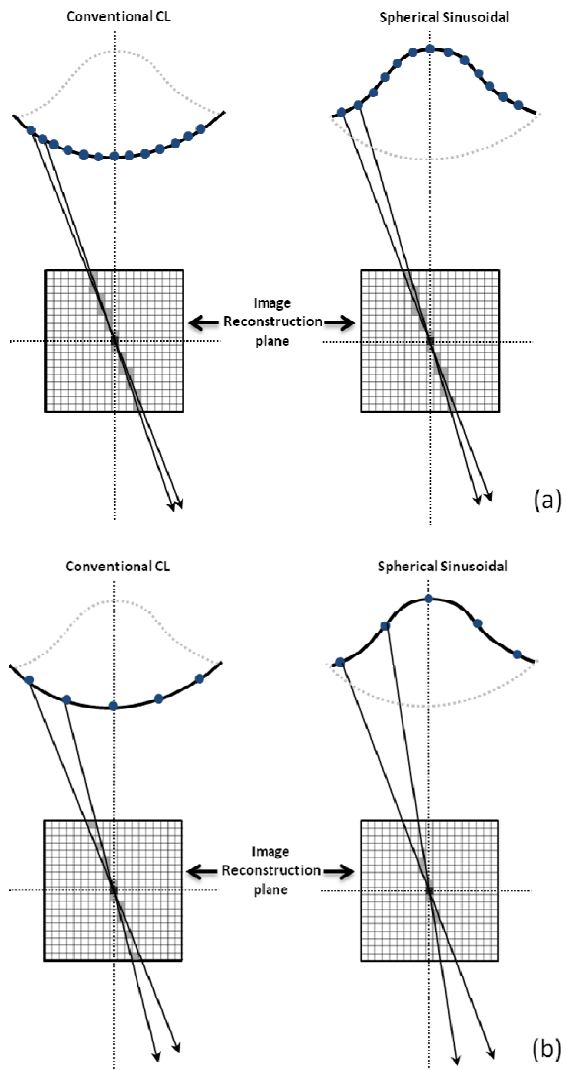 Conventional CL
Spherical Sinusoidal
Image
Reconstruction
plane
(a)
Conventional CL
Spherical Sinusoidal
Image
Reconstruction
plane
(b)